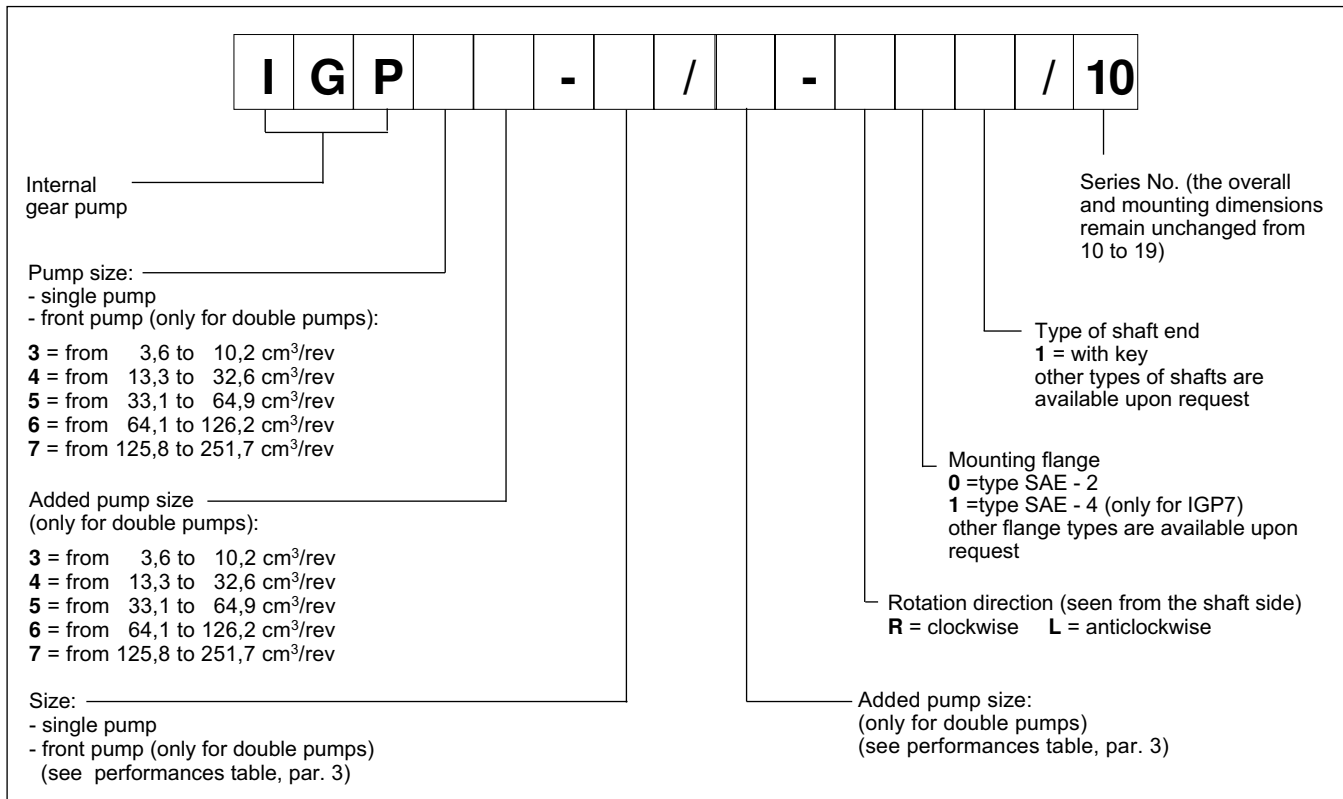 I G P - / - / 10
Internal
gear pump
Series No. (the overall
and mounting dimensions
remain unchanged from
10 to 19)
Pump size:
- single pump
- front pump (only for double pumps):
3 = from 3,6 to 10,2 cm³/rev
4 = from 13,3 to 32,6 cm³/rev
5 = from 33,1 to 64,9 cm³/rev
6 = from 64,1 to 126,2 cm³/rev
7 = from 125,8 to 251,7 cm³/rev
Type of shaft end
1 = with key
other types of shafts are
available upon request
Added pump size
(only for double pumps):
3 = from 3,6 to 10,2 cm³/rev
4 = from 13,3 to 32,6 cm³/rev
5 = from 33,1 to 64,9 cm³/rev
6 = from 64,1 to 126,2 cm³/rev
7 = from 125,8 to 251,7 cm³/rev
Mounting flange
0 =type SAE - 2
1 =type SAE - 4 (only for IGP7)
other flange types are available upon
request
Rotation direction (seen from the shaft side)
R = clockwise L = anticlockwise
Size:
- single pump
- front pump (only for double pumps)
(see performances table, par. 3)
Added pump size:
(only for double pumps)
(see performances table, par. 3)